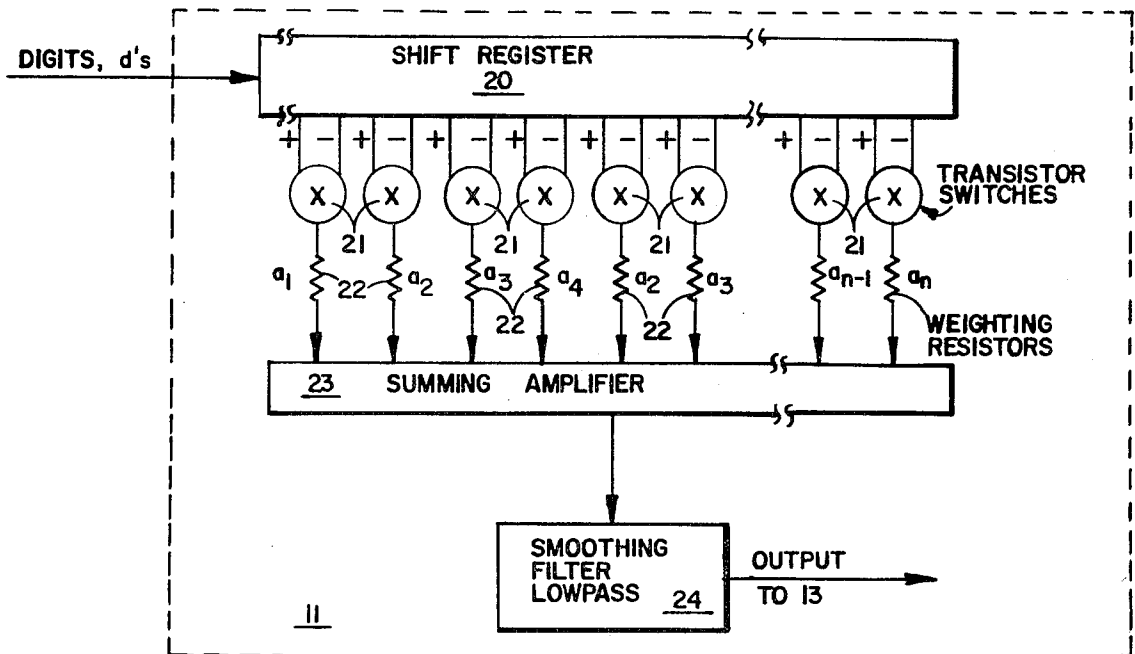 DIGITS, d's
SHIFT REGISTER
20
+ - + - + - + - + - + - + - + -
X X X X X X X X
TRANSISTOR
SWITCHES
21 21 21 21
a1 22 a2 a3 22 a4 a2 22 a3 an-1 an
WEIGHTING
RESISTORS
23 SUMMING AMPLIFIER
SMOOTHING
FILTER
LOWPASS 24
OUTPUT
TO 13
11